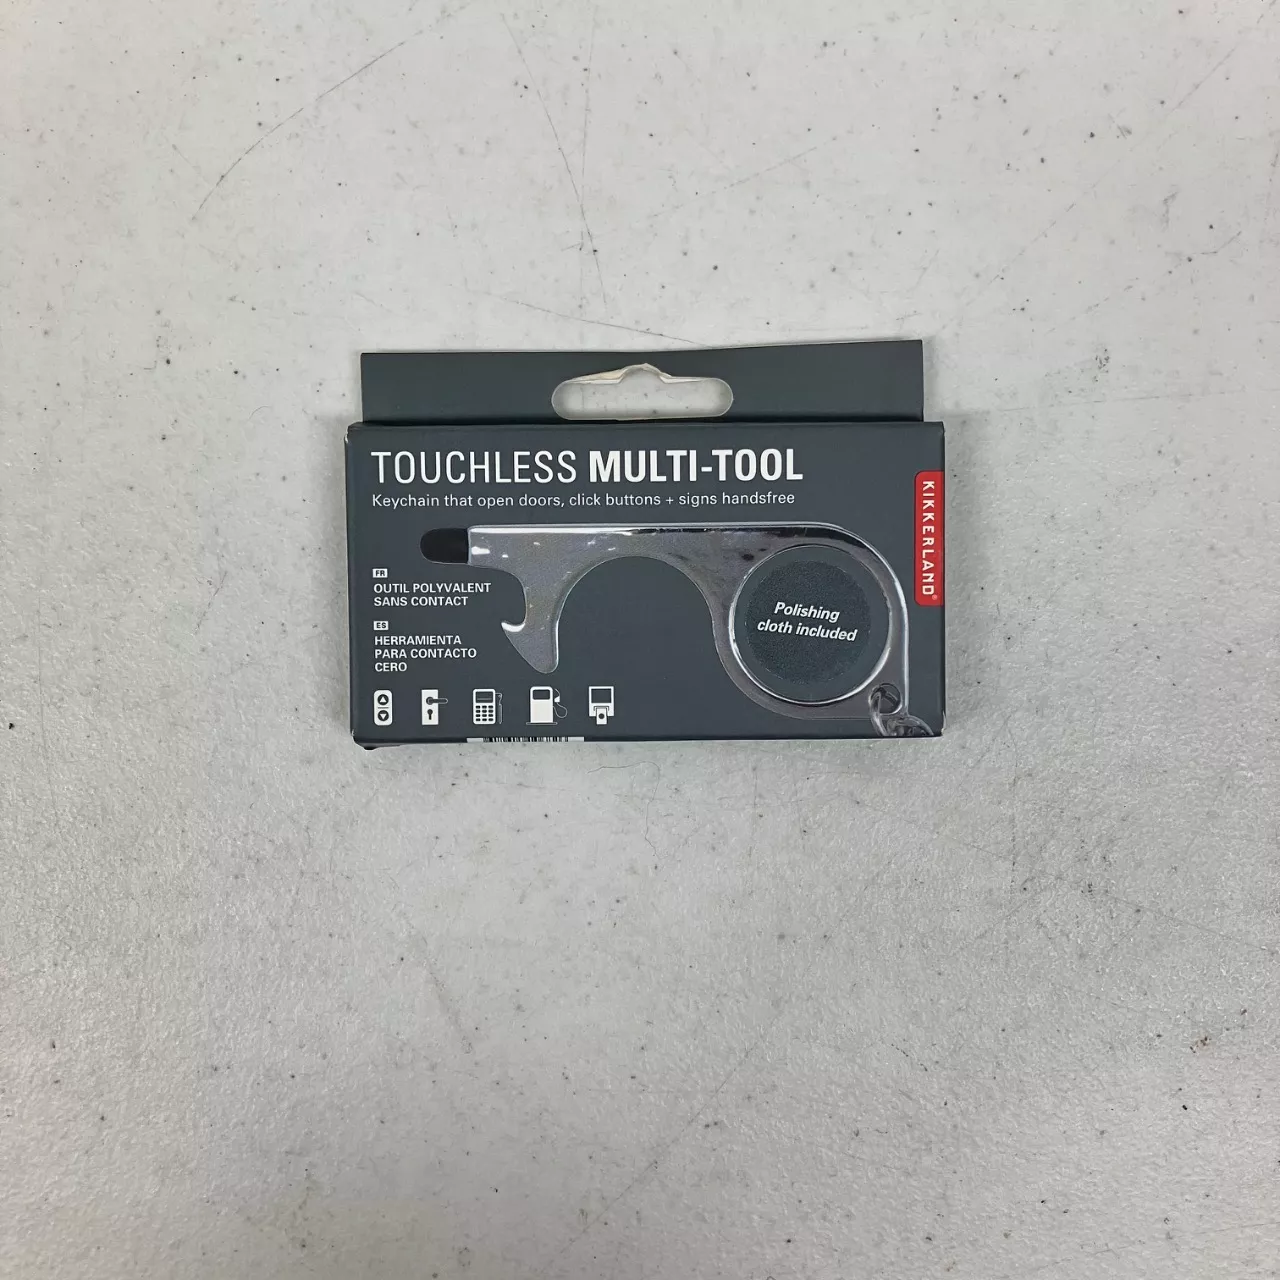 TOUCHLESS MULTI-TOOL
Keychain that open doors, click buttons + signs handsfree
KIKKERLAND®
FR
OUTIL POLYVALENT
SANS CONTACT
ES
HERRAMIENTA
PARA CONTACTO
CERO
Polishing
cloth included